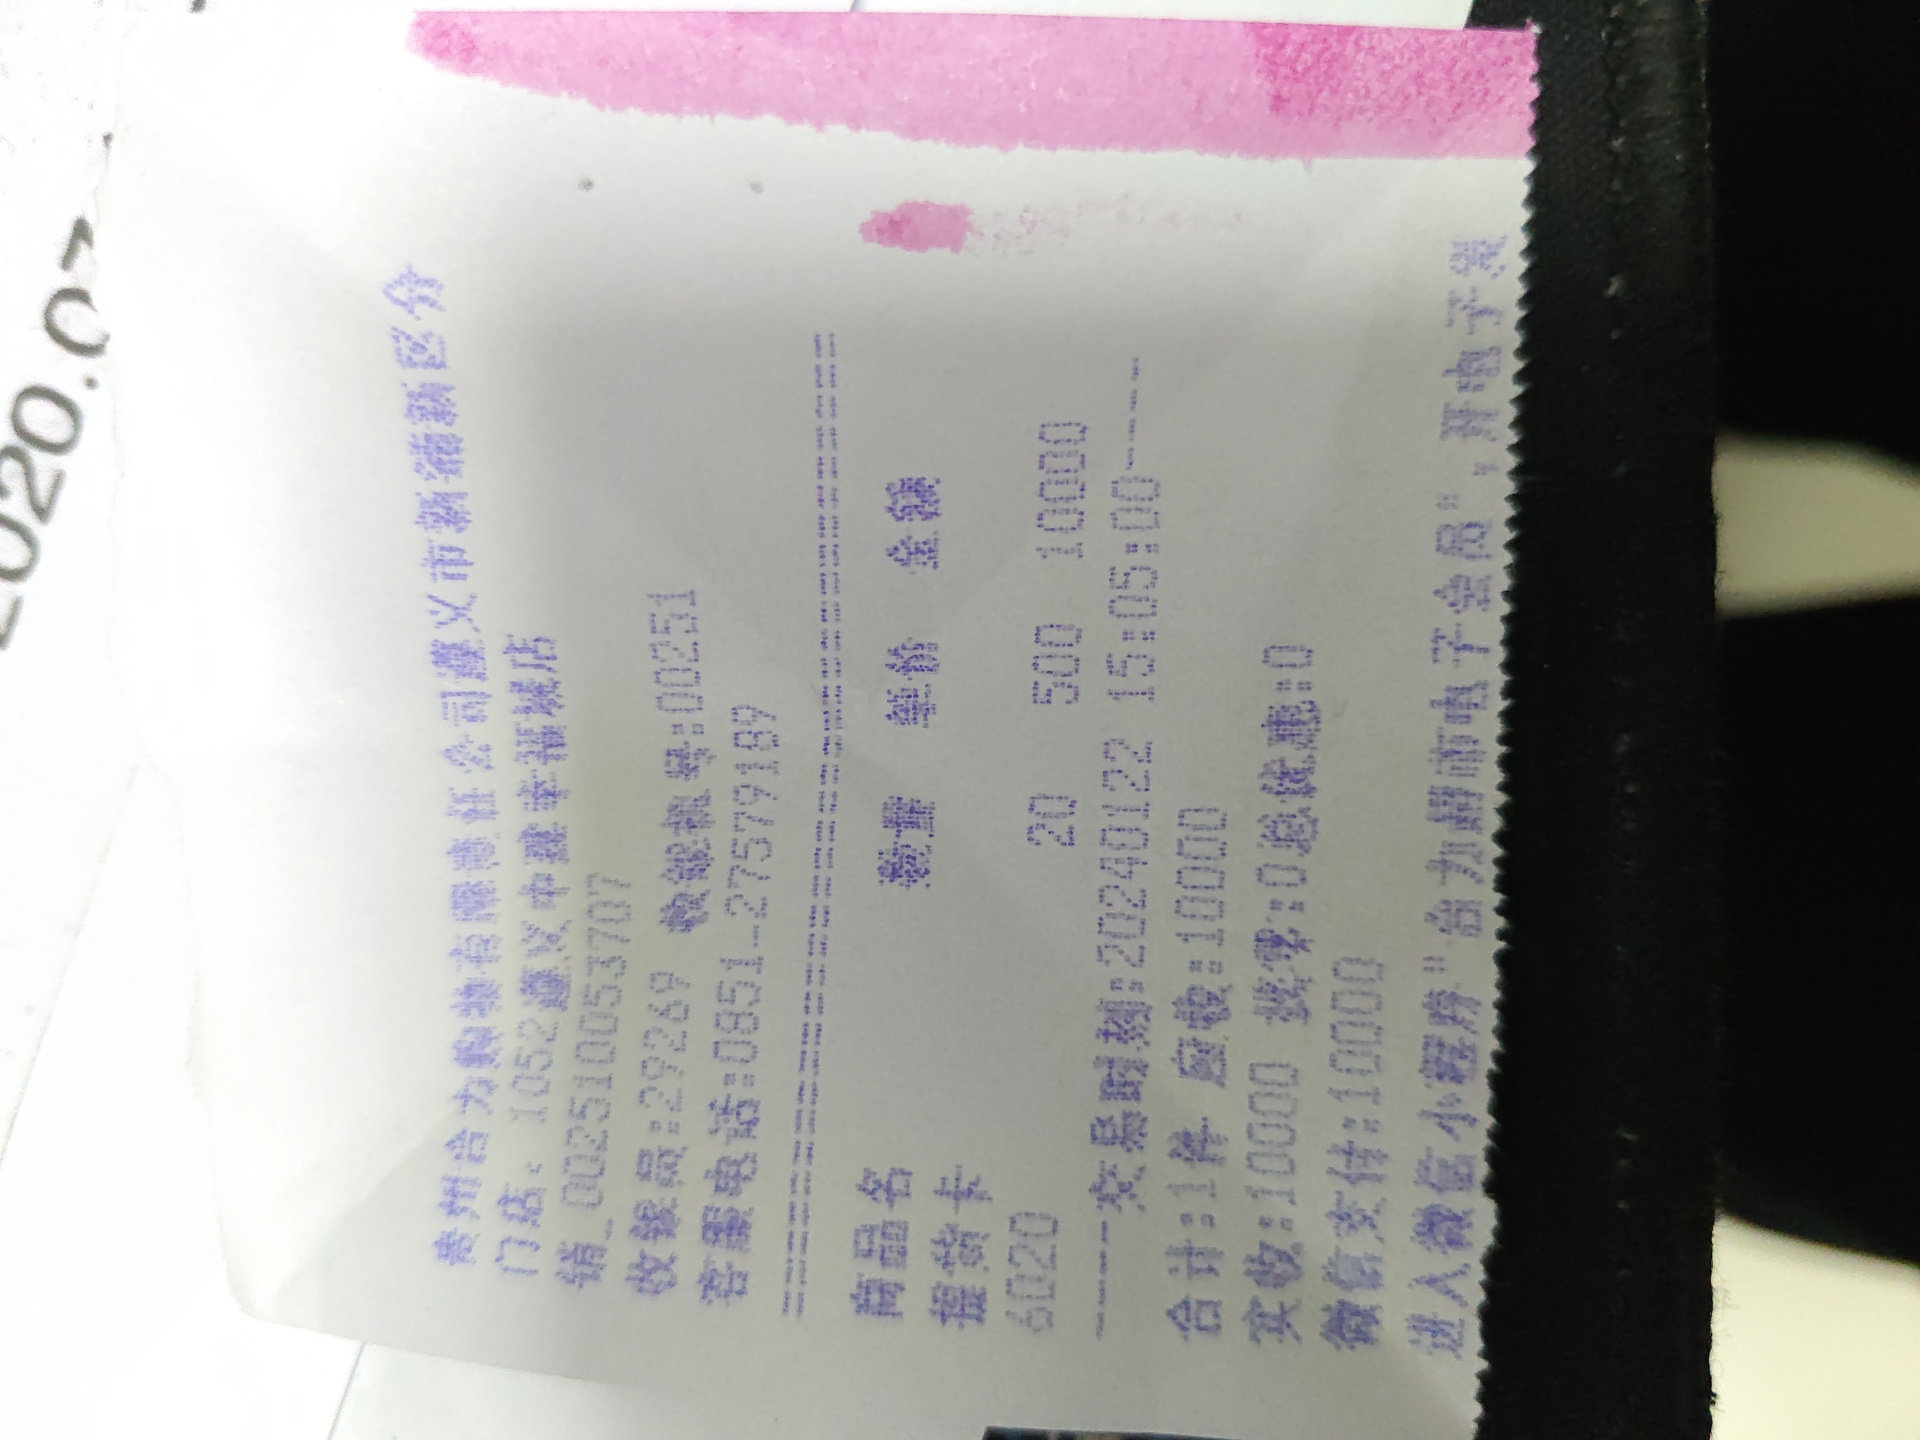 2020.07
贵州合力购物有限责任公司遵义市新蒲新区分
门店: 1052遵义中建幸福城店
销_002510053707
收银员:29269 收银机号:00251
客服电话:0851-27579189
================================
商品名 数量 单价 金额
提货卡
6020 20 500 10000
----交易时刻:20240122 15:05:00----
合计:1件 应收:10000
实收:10000 找零:0总优惠:0
微信支付:10000
进入微信小程序"合力超市电子会员",开电子发